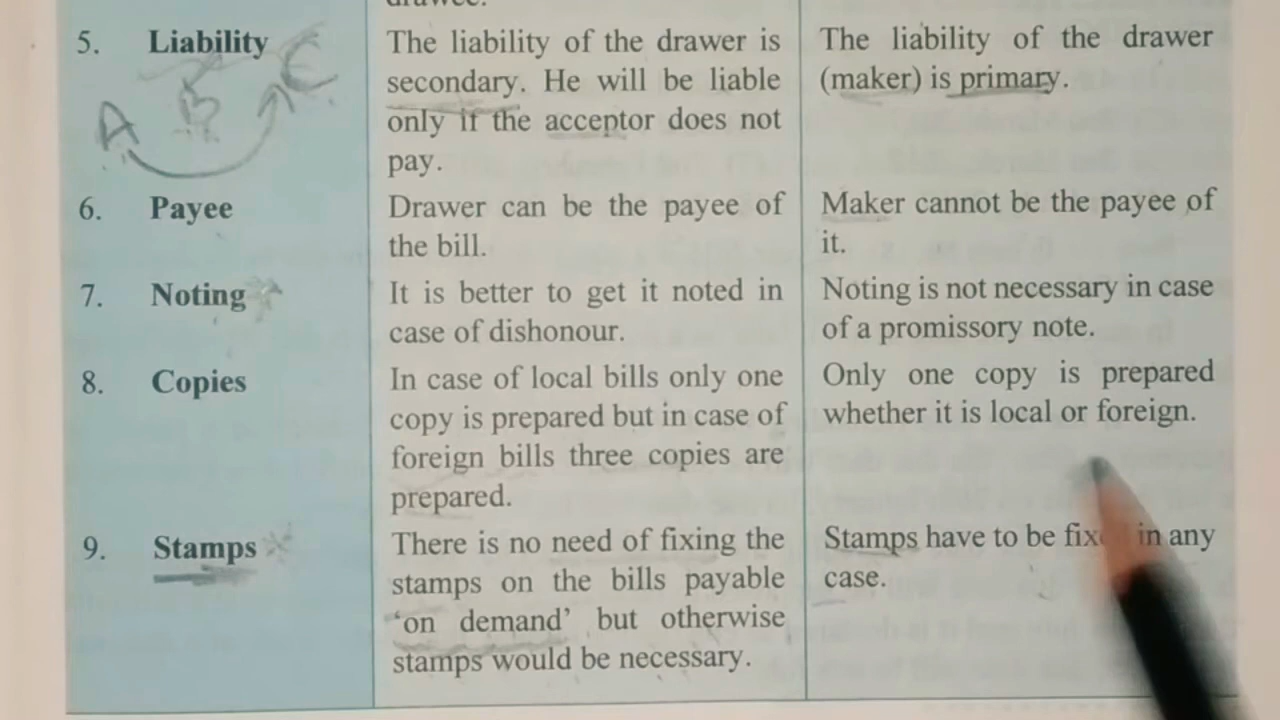 drawee.
5. Liability
The liability of the drawer is
secondary. He will be liable
only if the acceptor does not
pay.
The liability of the drawer
(maker) is primary.
A B C
6. Payee
Drawer can be the payee of
the bill.
Maker cannot be the payee of
it.
7. Noting
It is better to get it noted in
case of dishonour.
Noting is not necessary in case
of a promissory note.
8. Copies
In case of local bills only one
copy is prepared but in case of
foreign bills three copies are
prepared.
Only one copy is prepared
whether it is local or foreign.
9. Stamps
There is no need of fixing the
stamps on the bills payable
‘on demand’ but otherwise
stamps would be necessary.
Stamps have to be in any
case.